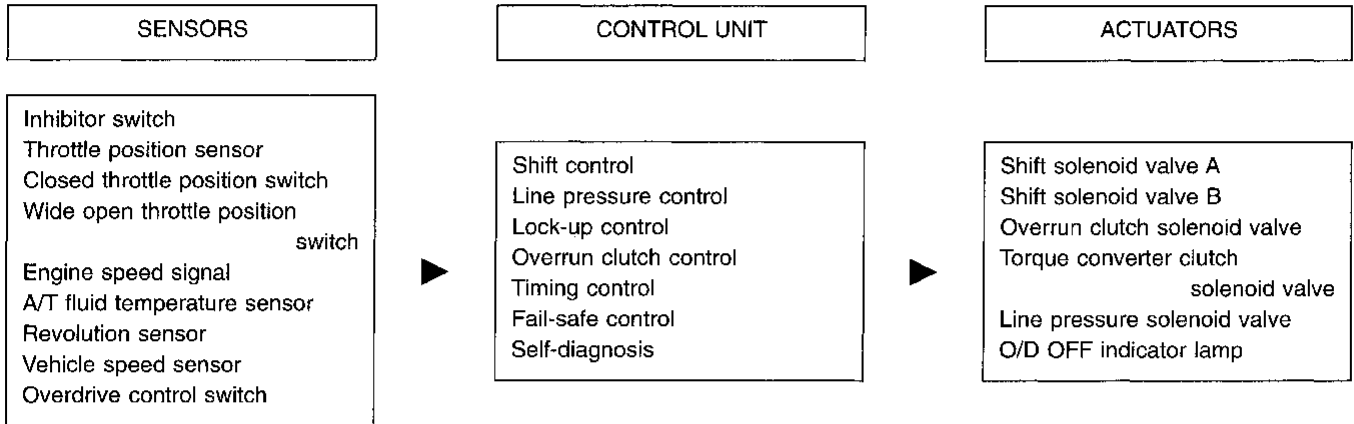 SENSORS
CONTROL UNIT
ACTUATORS
Inhibitor switch
Throttle position sensor
Closed throttle position switch
Wide open throttle position
switch
Engine speed signal
A/T fluid temperature sensor
Revolution sensor
Vehicle speed sensor
Overdrive control switch
Shift control
Line pressure control
Lock-up control
Overrun clutch control
Timing control
Fail-safe control
Self-diagnosis
Shift solenoid valve A
Shift solenoid valve B
Overrun clutch solenoid valve
Torque converter clutch
solenoid valve
Line pressure solenoid valve
O/D OFF indicator lamp